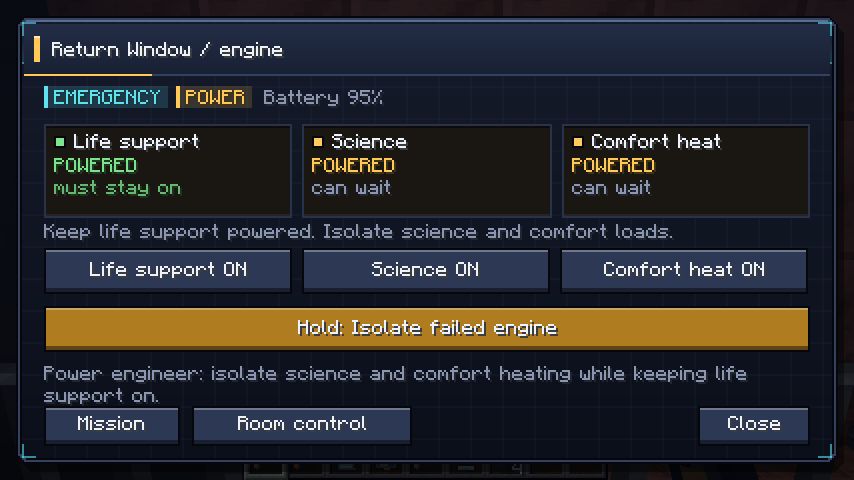 Return Window / engine
EMERGENCY POWER Battery 95%
Life support Science Comfort heat
POWERED POWERED POWERED
must stay on can wait can wait
Keep life support powered. Isolate science and comfort loads.
Life support ON Science ON Comfort heat ON
Hold: Isolate failed engine
Power engineer: isolate science and comfort heating while keeping life
support on.
Mission Room control Close